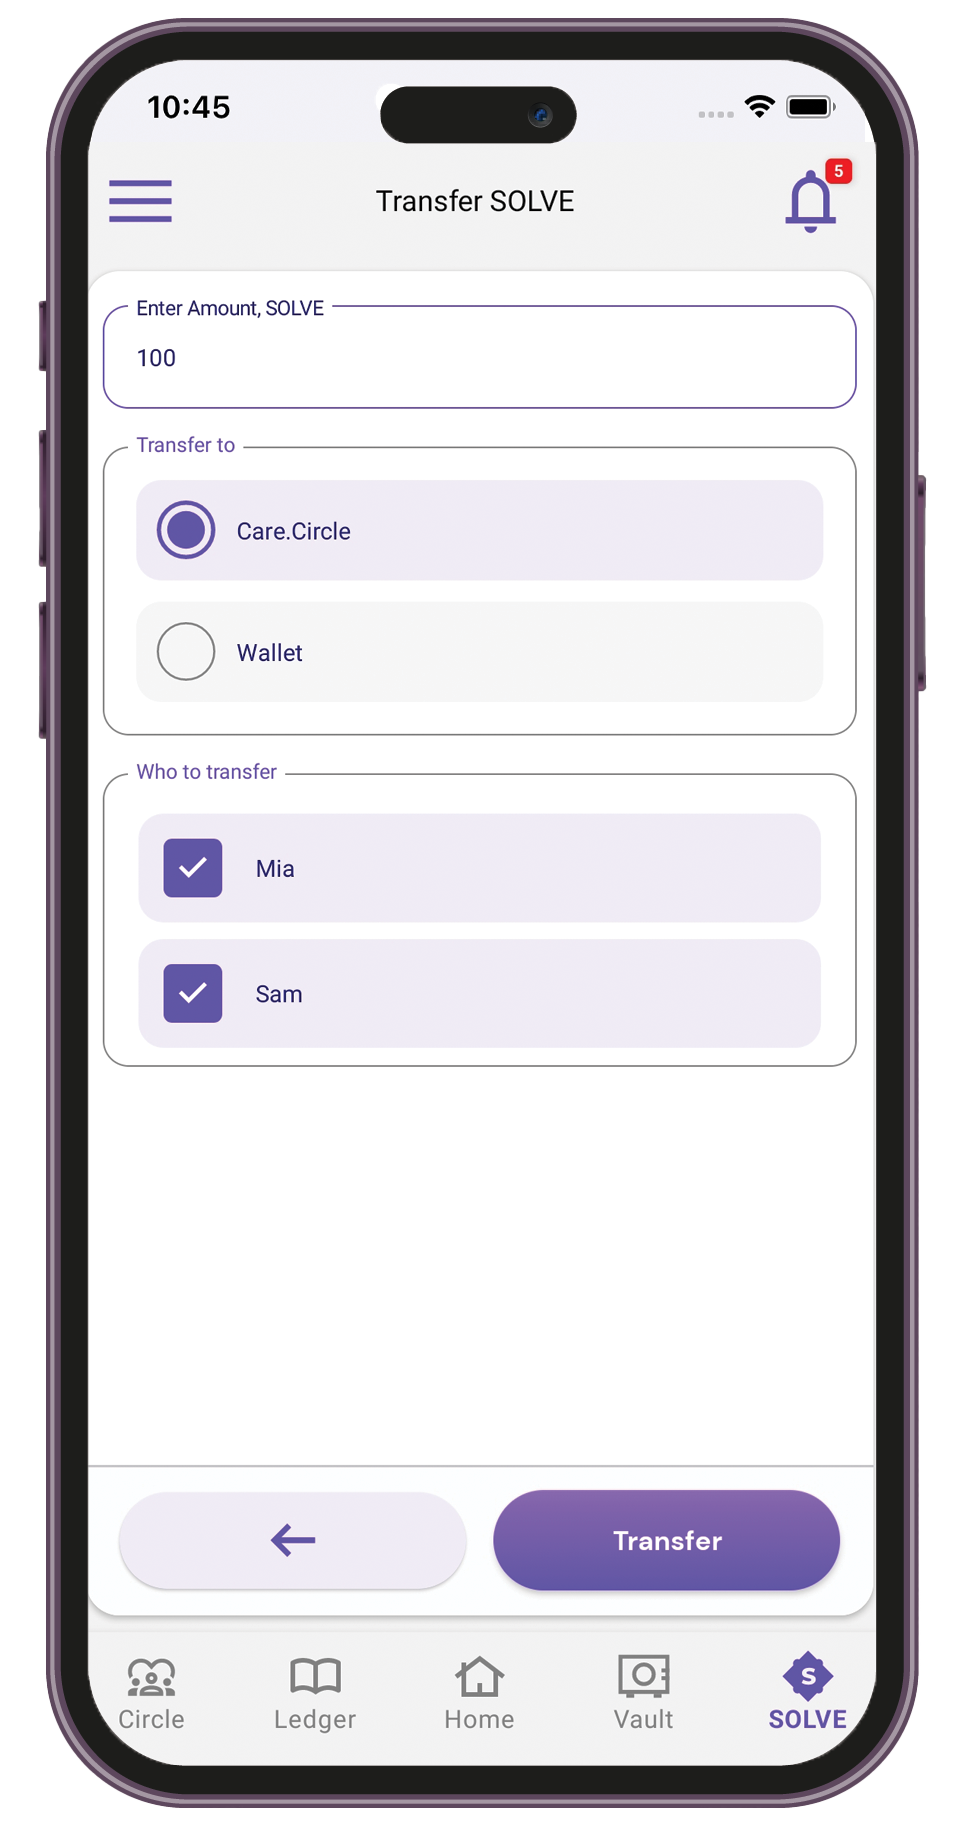 10:45
5
Transfer SOLVE
Enter Amount, SOLVE
100
Transfer to
Care.Circle
Wallet
Who to transfer
Mia
Sam
Transfer
S
Circle Ledger Home Vault SOLVE